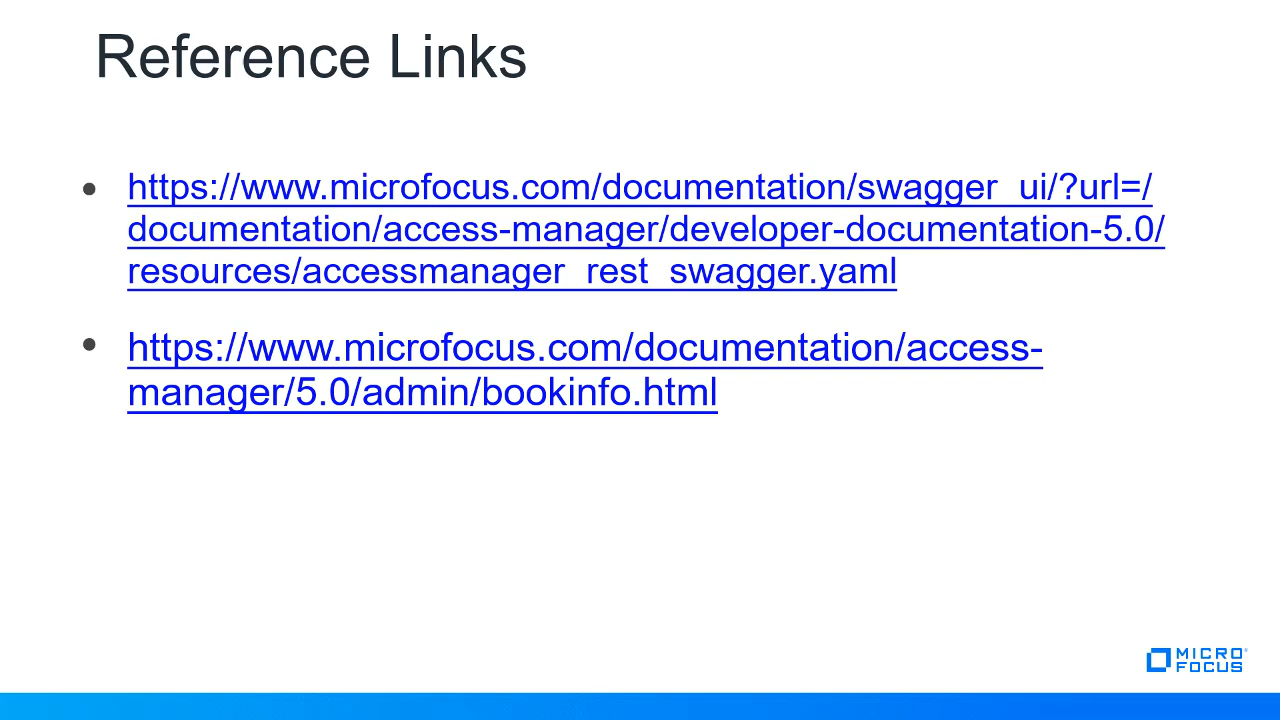 Reference Links
• https://www.microfocus.com/documentation/swagger_ui/?url=/
documentation/access-manager/developer-documentation-5.0/
resources/accessmanager_rest_swagger.yaml
• https://www.microfocus.com/documentation/access-
manager/5.0/admin/bookinfo.html
MICRO
FOCUS